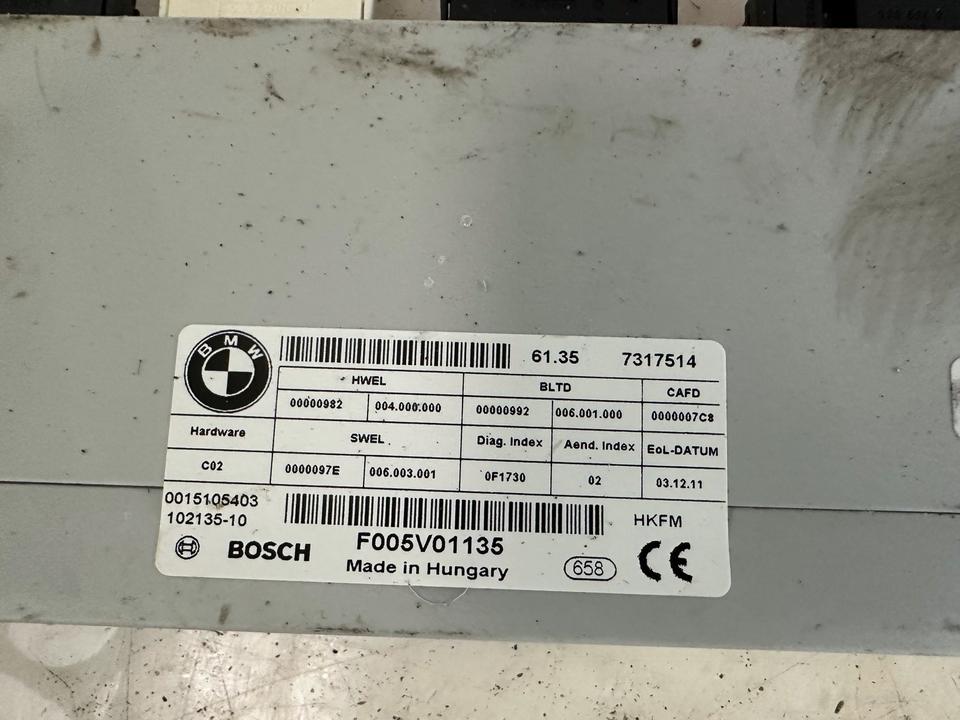 BMW 61.35 7317514
HWEL BLTD CAFD
00000982 004.000.000 00000992 006.001.000 0000007C8
Hardware SWEL Diag. Index Aend. Index EoL-DATUM
C02 0000097E 006.003.001 0F1730 02 03.12.11
0015105403
102135-10 HKFM
BOSCH F005V01135
Made in Hungary 658 CE